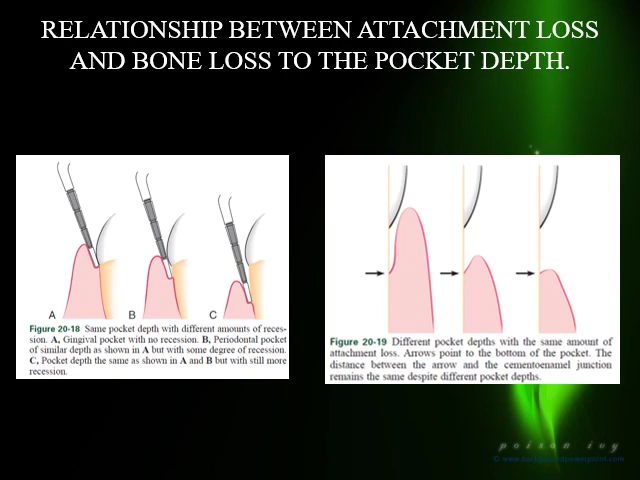 RELATIONSHIP BETWEEN ATTACHMENT LOSS
AND BONE LOSS TO THE POCKET DEPTH.
A B C
Figure 20-18 Same pocket depth with different amounts of reces-
sion. A, Gingival pocket with no recession. B, Periodontal pocket
of similar depth as shown in A but with some degree of recession.
C, Pocket depth the same as shown in A and B but with still more
recession.
Figure 20-19 Different pocket depths with the same amount of
attachment loss. Arrows point to the bottom of the pocket. The
distance between the arrow and the cementoenamel junction
remains the same despite different pocket depths.
poison ivy